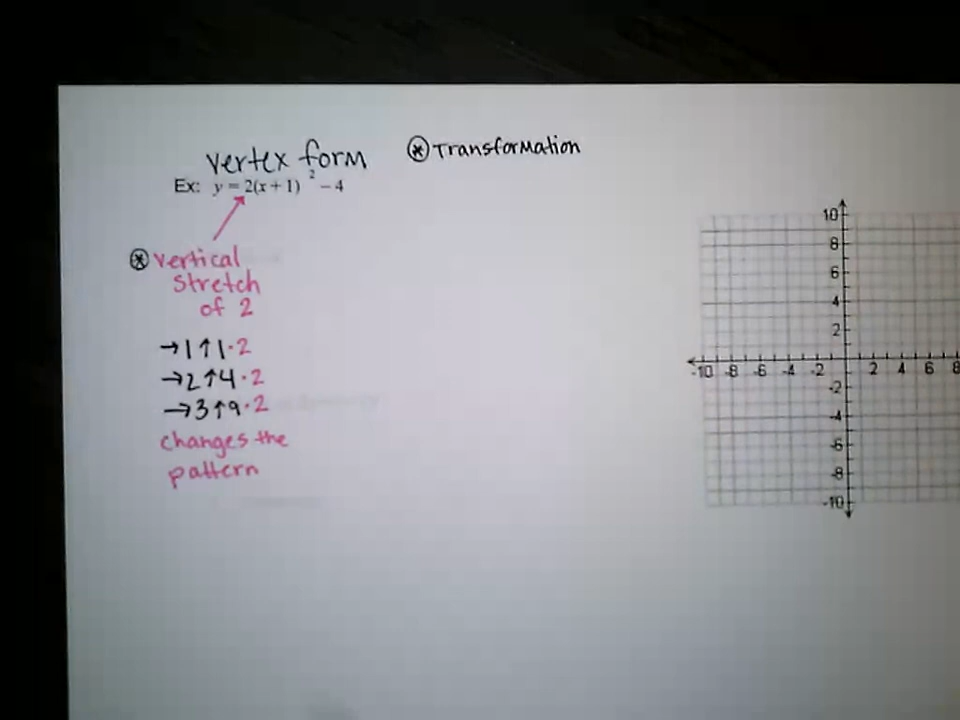 vertex form
⊛ Transformation
Ex: y = 2(x + 1)² − 4
⊛ vertical
stretch
of 2
→1↑1·2
→2↑4·2
→3↑9·2
changes the
pattern
10
8
6
4
2
-10 -8 -6 -4 -2 2 4 6 8
-2
-4
-6
-8
-10